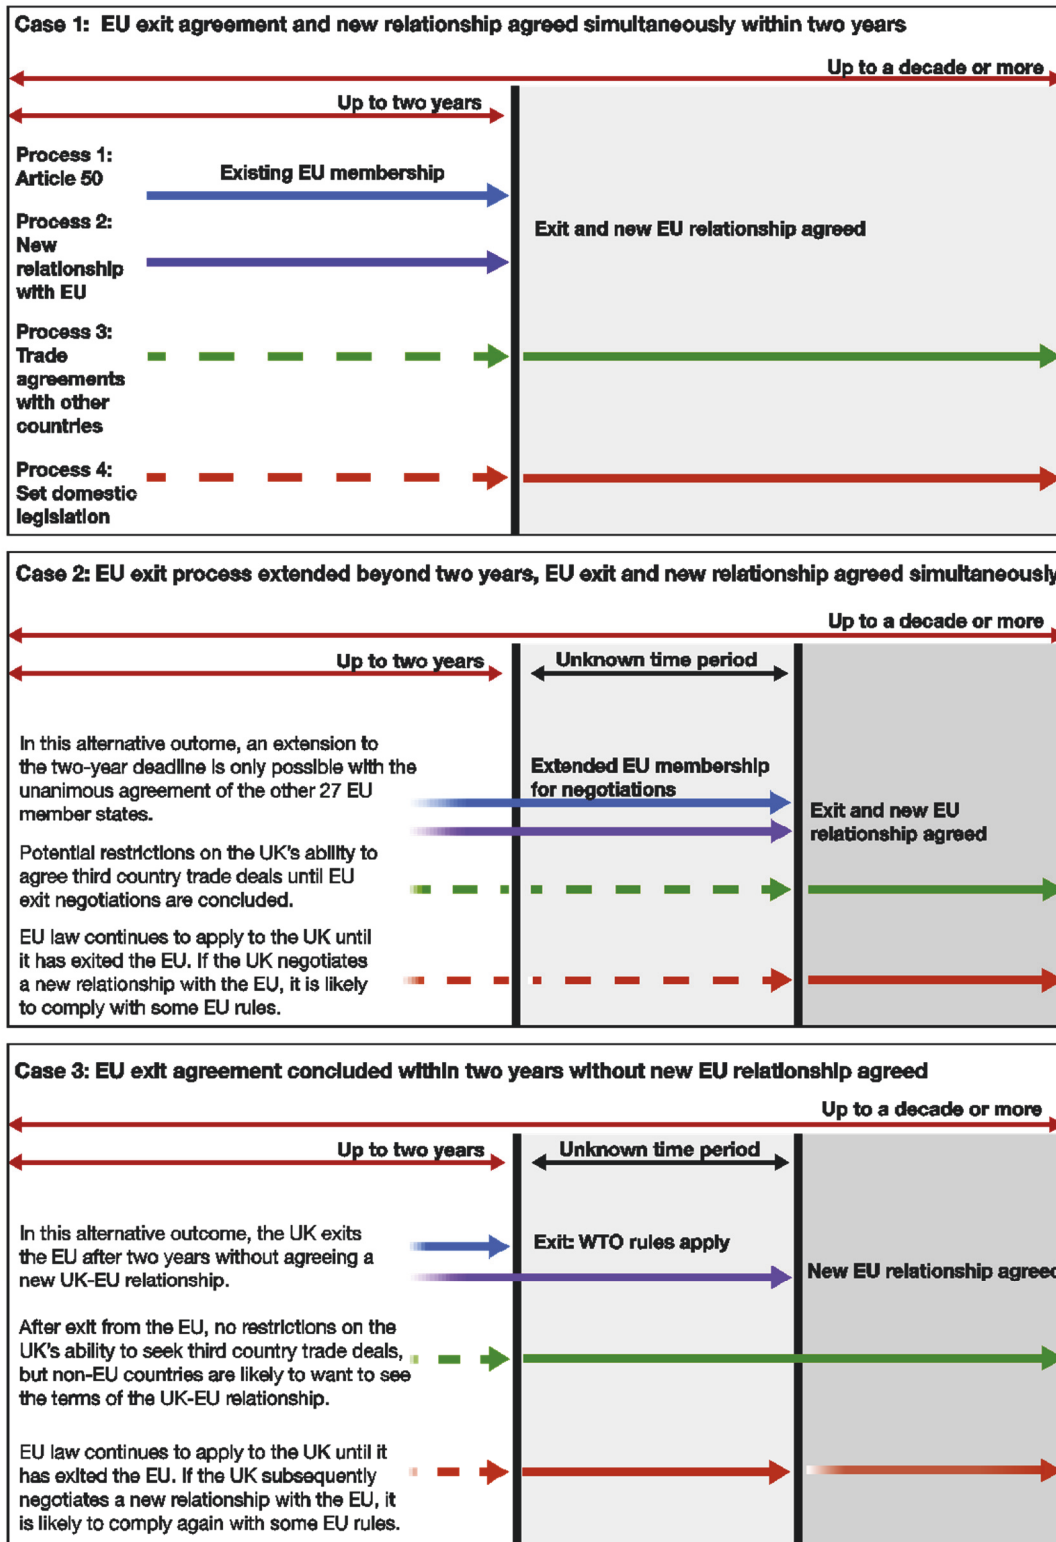 Case 1: EU exit agreement and new relationship agreed simultaneously within two years
Up to a decade or more
Up to two years
Process 1:
Article 50
Existing EU membership
Process 2:
New
relationship
with EU
Exit and new EU relationship agreed
Process 3:
Trade
agreements
with other
countries
Process 4:
Set domestic
legislation
Case 2: EU exit process extended beyond two years, EU exit and new relationship agreed simultaneously
Up to a decade or more
Up to two years
Unknown time period
In this alternative outcome, an extension to
the two-year deadline is only possible with the
unanimous agreement of the other 27 EU
member states.
Extended EU membership
for negotiations
Exit and new EU
relationship agreed
Potential restrictions on the UK's ability to
agree third country trade deals until EU
exit negotiations are concluded.
EU law continues to apply to the UK until
it has exited the EU. If the UK negotiates
a new relationship with the EU, it is likely
to comply with some EU rules.
Case 3: EU exit agreement concluded within two years without new EU relationship agreed
Up to a decade or more
Up to two years
Unknown time period
In this alternative outcome, the UK exits
the EU after two years without agreeing a
new UK-EU relationship.
Exit: WTO rules apply
New EU relationship agreed
After exit from the EU, no restrictions on the
UK's ability to seek third country trade deals,
but non-EU countries are likely to want to see
the terms of the UK-EU relationship.
EU law continues to apply to the UK until it
has exited the EU. If the UK subsequently
negotiates a new relationship with the EU, it
is likely to comply again with some EU rules.